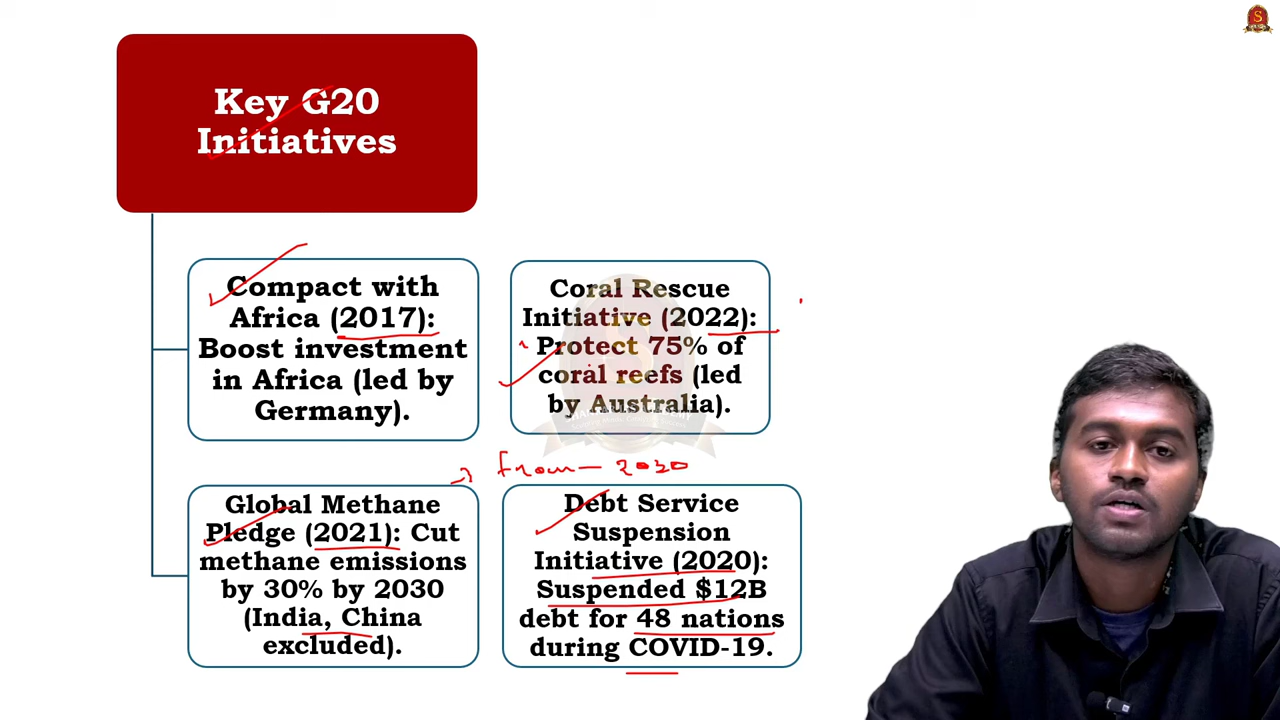 Key G20
Initiatives
Compact with
Africa (2017):
Boost investment
in Africa (led by
Germany).
Coral Rescue
Initiative (2022):
Protect 75% of
coral reefs (led
by Australia).
from — 2030
Global Methane
Pledge (2021): Cut
methane emissions
by 30% by 2030
(India, China
excluded).
Debt Service
Suspension
Initiative (2020):
Suspended $12B
debt for 48 nations
during COVID-19.